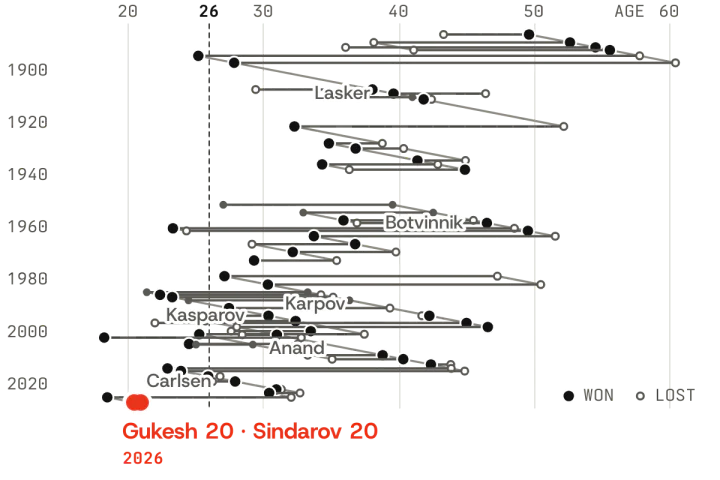 20 26 30 40 50 AGE 60
1900
Lasker
1920
1940
1960
Botvinnik
1980
Karpov
Kasparov
2000
Anand
2020
Carlsen
WON LOST
Gukesh 20 · Sindarov 20
2026